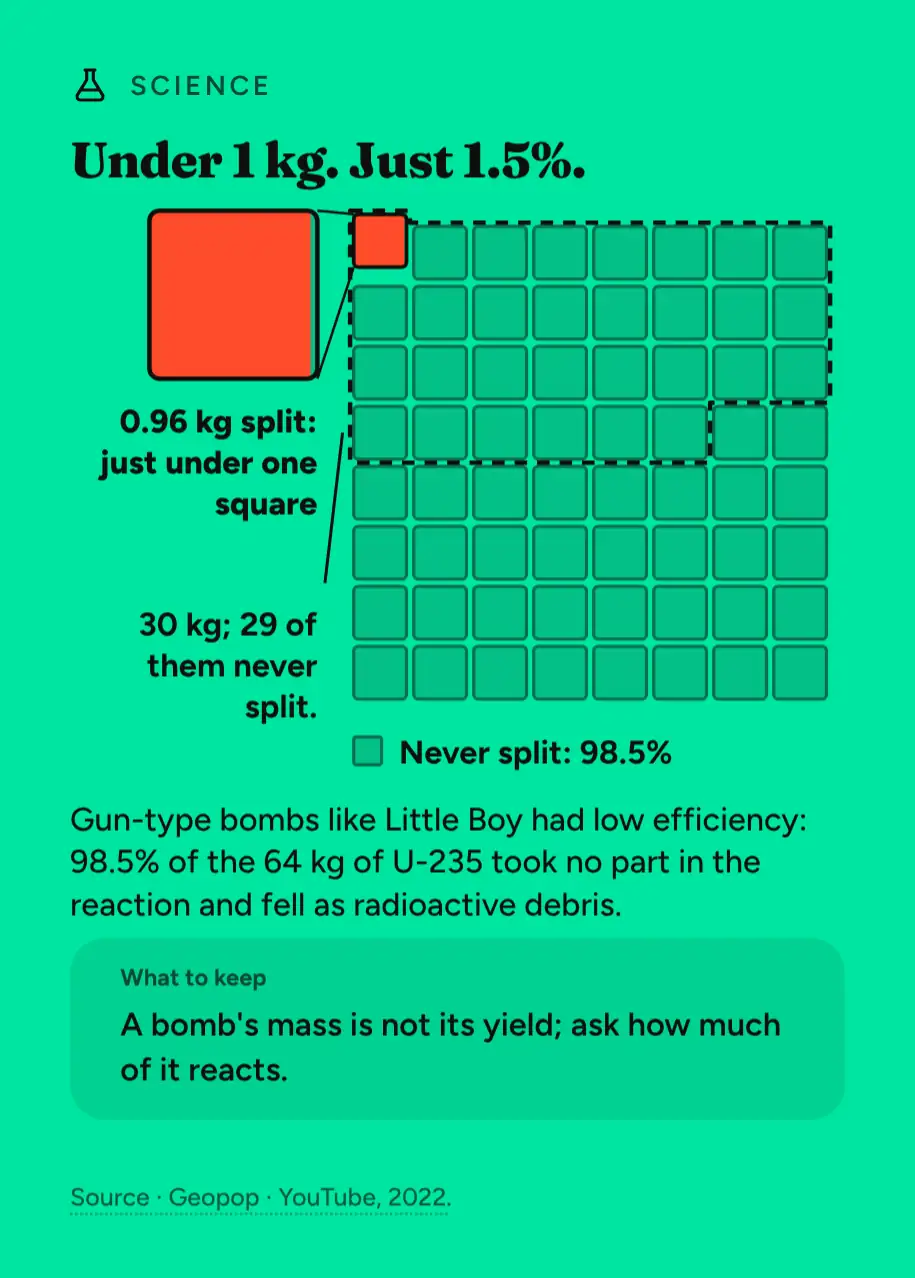 SCIENCE
Under 1 kg. Just 1.5%.
0.96 kg split:
just under one
square
30 kg; 29 of
them never
split.
Never split: 98.5%
Gun-type bombs like Little Boy had low efficiency:
98.5% of the 64 kg of U-235 took no part in the
reaction and fell as radioactive debris.
What to keep
A bomb's mass is not its yield; ask how much
of it reacts.
Source · Geopop · YouTube, 2022.